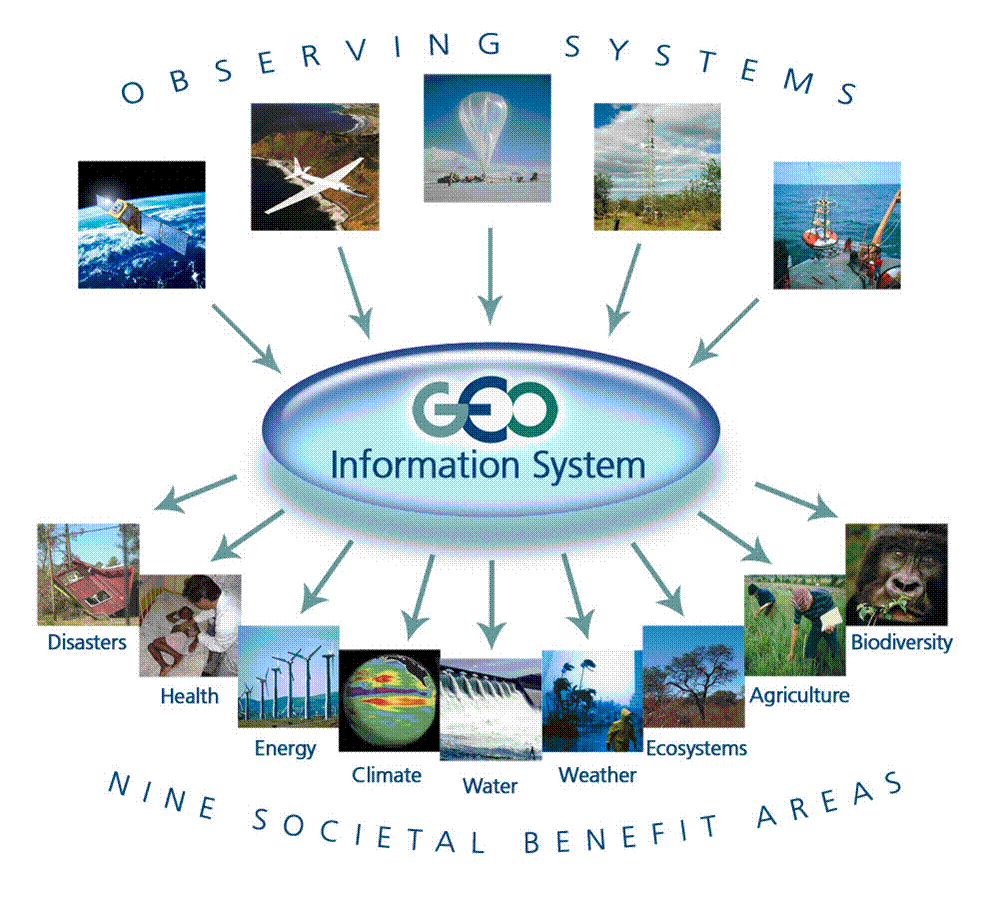 OBSERVING SYSTEMS
GEO
Information System
Disasters
Health
Energy
Climate
Water
Weather
Ecosystems
Agriculture
Biodiversity
NINE SOCIETAL BENEFIT AREAS